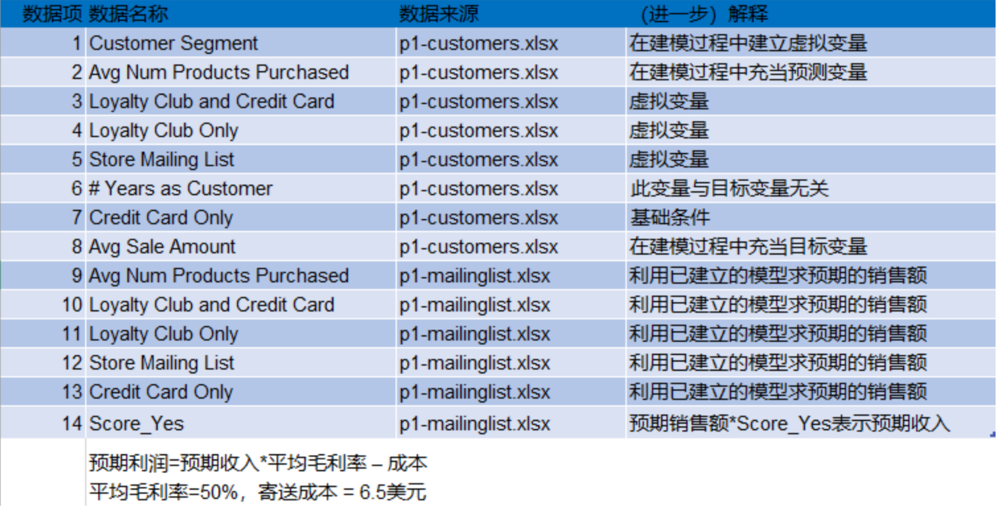 数据项 数据名称 数据来源 （进一步）解释
1 Customer Segment p1-customers.xlsx 在建模过程中建立虚拟变量
2 Avg Num Products Purchased p1-customers.xlsx 在建模过程中充当预测变量
3 Loyalty Club and Credit Card p1-customers.xlsx 虚拟变量
4 Loyalty Club Only p1-customers.xlsx 虚拟变量
5 Store Mailing List p1-customers.xlsx 虚拟变量
6 # Years as Customer p1-customers.xlsx 此变量与目标变量无关
7 Credit Card Only p1-customers.xlsx 基础条件
8 Avg Sale Amount p1-customers.xlsx 在建模过程中充当目标变量
9 Avg Num Products Purchased p1-mailinglist.xlsx 利用已建立的模型求预期的销售额
10 Loyalty Club and Credit Card p1-mailinglist.xlsx 利用已建立的模型求预期的销售额
11 Loyalty Club Only p1-mailinglist.xlsx 利用已建立的模型求预期的销售额
12 Store Mailing List p1-mailinglist.xlsx 利用已建立的模型求预期的销售额
13 Credit Card Only p1-mailinglist.xlsx 利用已建立的模型求预期的销售额
14 Score_Yes p1-mailinglist.xlsx 预期销售额*Score_Yes表示预期收入
预期利润=预期收入*平均毛利率 – 成本
平均毛利率=50%，寄送成本 = 6.5美元